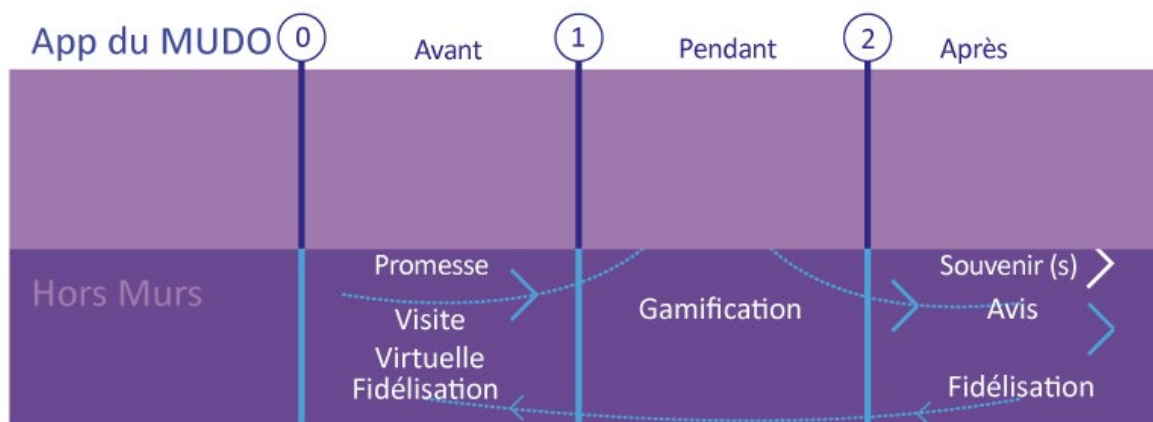 App du MUDO
0
Avant
1
Pendant
2
Après
Hors Murs
Promesse
Visite
Virtuelle
Fidélisation
Gamification
Souvenir (s)
Avis
Fidélisation